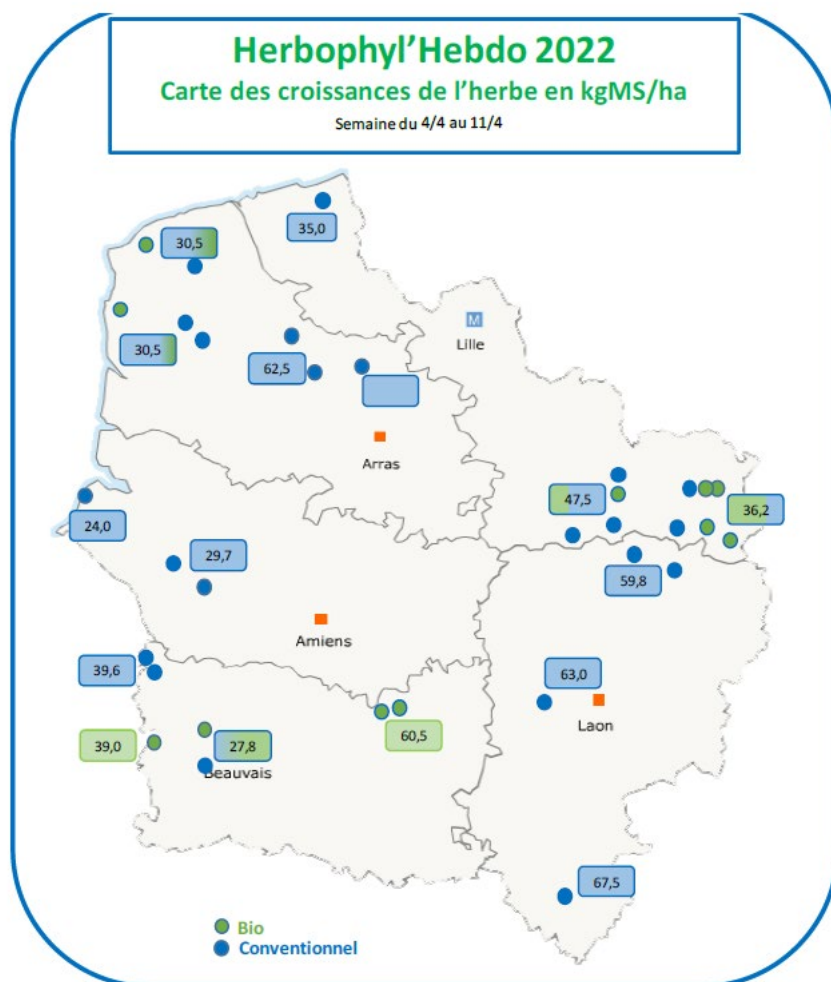 Herbophyl’Hebdo 2022
Carte des croissances de l’herbe en kgMS/ha
Semaine du 4/4 au 11/4
35,0
30,5
M
Lille
30,5
62,5
Arras
47,5
36,2
24,0
29,7
59,8
Amiens
39,6
63,0
Laon
39,0
27,8
60,5
Beauvais
67,5
Bio
Conventionnel